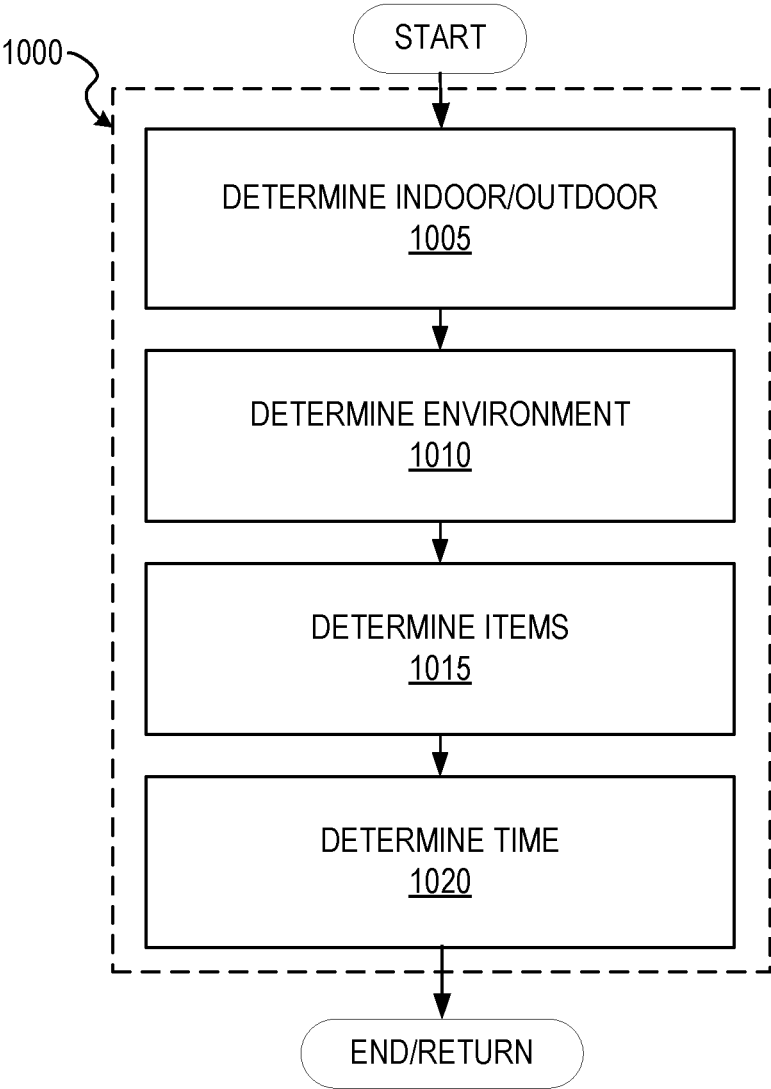 START
1000
DETERMINE INDOOR/OUTDOOR
1005
DETERMINE ENVIRONMENT
1010
DETERMINE ITEMS
1015
DETERMINE TIME
1020
END/RETURN